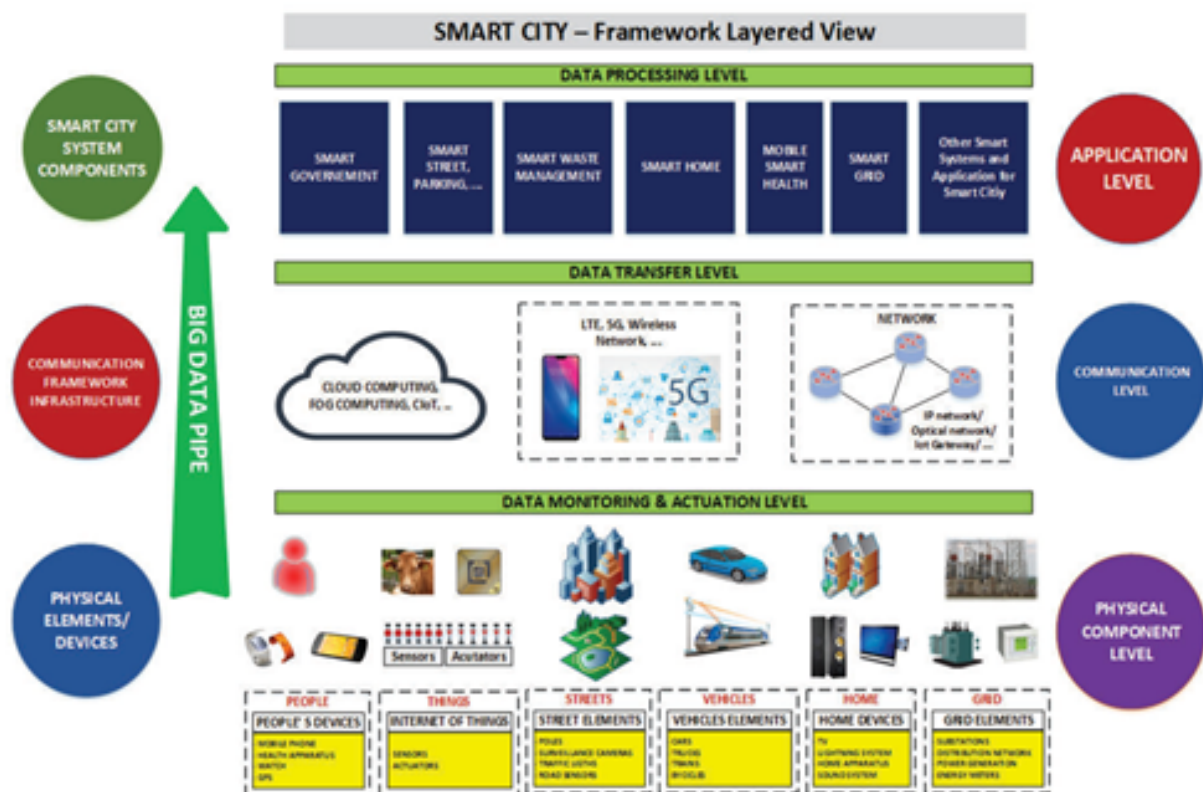 SMART CITY – Framework Layered View
DATA PROCESSING LEVEL
SMART CITY
SYSTEM
COMPONENTS
SMART
GOVERNEMENT
SMART
STREET,
PARKING, ...
SMART WASTE
MANAGEMENT
SMART HOME
MOBILE
SMART
HEALTH
SMART
GRID
Other Smart
Systems and
Application for
Smart Citiy
APPLICATION
LEVEL
BIG DATA PIPE
DATA TRANSFER LEVEL
COMMUNICATION
FRAMEWORK
INFRASTRUCTURE
CLOUD COMPUTING,
FOG COMPUTING, CIoT, ...
LTE, 5G, Wireless
Network, ...
5G
NETWORK
IP network/
Optical network/
Iot Gateway/ ...
COMMUNICATION
LEVEL
DATA MONITORING & ACTUATION LEVEL
PHYSICAL
ELEMENTS/
DEVICES
Sensors
Acutators
PHYSICAL
COMPONENT
LEVEL
PEOPLE
PEOPLE'S DEVICES
MOBILE PHONE
HEALTH APPARATUS
WATCH
GPS
THINGS
INTERNET OF THINGS
SENSORS
ACTUATORS
STREETS
STREET ELEMENTS
POLES
SURVEILLANCE CAMERAS
TRAFFIC
ROAD SENSORS
VEHICLES
VEHICLES ELEMENTS
CARS
TRUCKS
TRAINS
HOME
HOME DEVICES
TV
LIGHTNING SYSTEM
HOME APPARATUS
SOUND SYSTEM
GRID
GRID ELEMENTS
SUBSTATIONS
DISTRIBUTION NETWORK
POWER GENERATION
ENERGY METERS